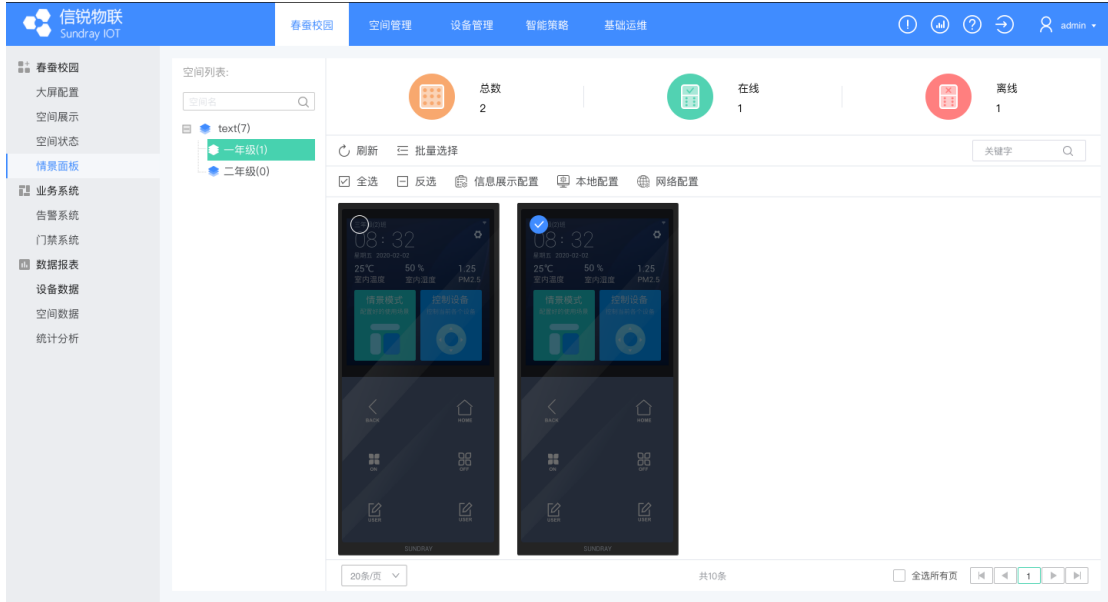 信锐物联
Sundray IOT
春蚕校园
空间管理
设备管理
智能策略
基础运维
admin
春蚕校园
大屏配置
空间展示
空间状态
情景面板
业务系统
告警系统
门禁系统
数据报表
设备数据
空间数据
统计分析
空间列表:
空间名
text(7)
一年级(1)
二年级(0)
总数
2
在线
1
离线
1
刷新
批量选择
关键字
全选
反选
信息展示配置
本地配置
网络配置
08:32
星期五 2020-02-02
25℃ 50% 1.25
室内温度 室内湿度 PM2.5
情景模式 控制设备
BACK HOME
ON OFF
USER USER
SUNDRAY
08:32
星期五 2020-02-02
25℃ 50% 1.25
室内温度 室内湿度 PM2.5
情景模式 控制设备
BACK HOME
ON OFF
USER USER
SUNDRAY
20条/页
共10条
全选所有页
1